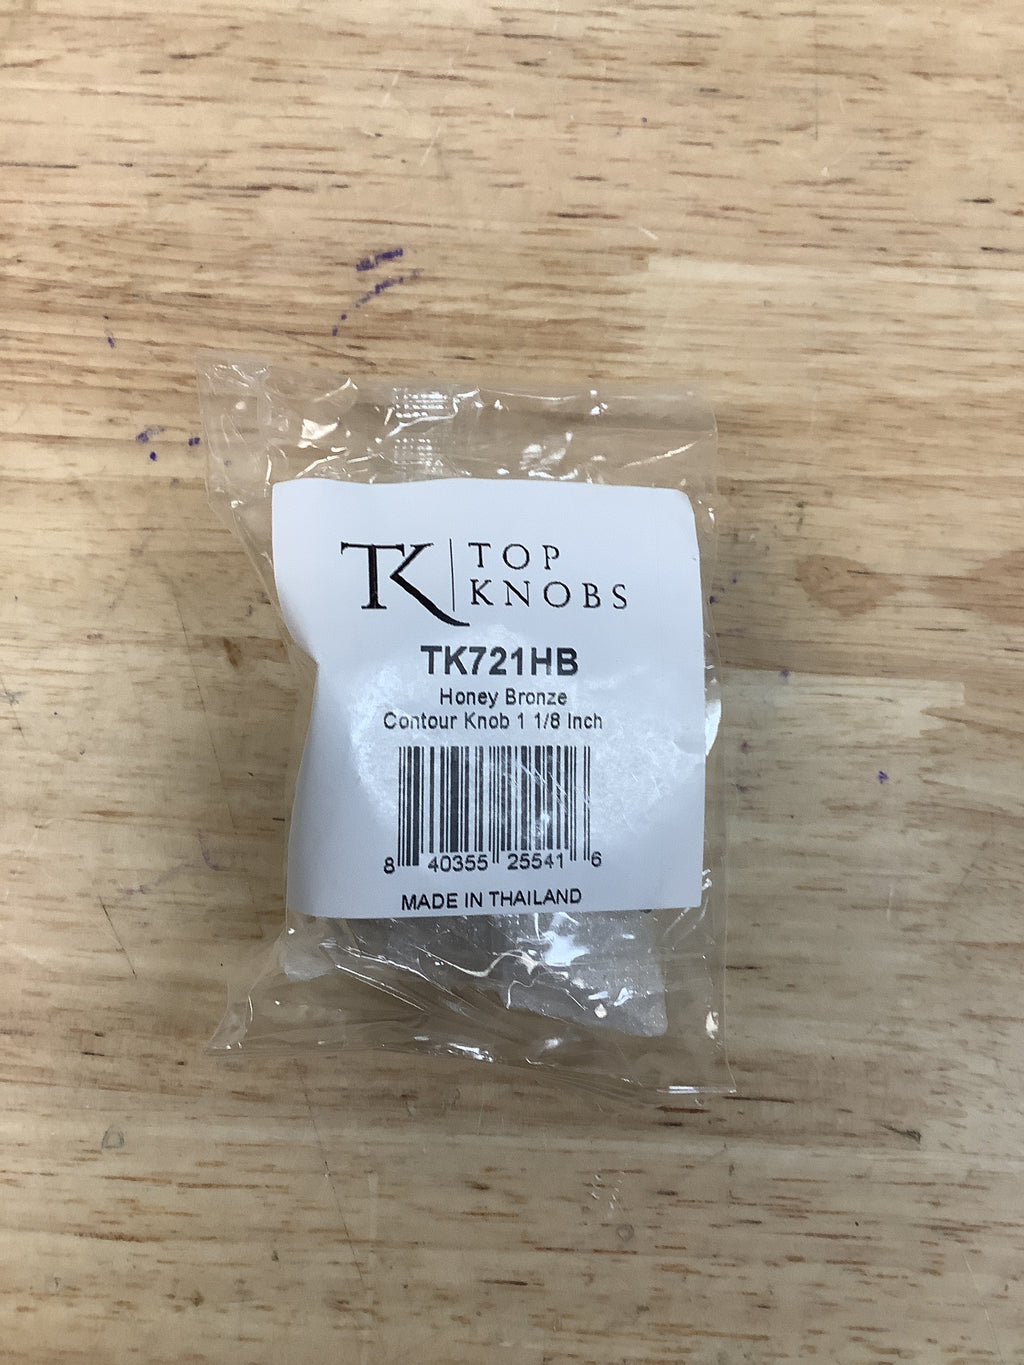 TK
TOP
KNOBS
TK721HB
Honey Bronze
Contour Knob 1 1/8 Inch
8 40355 25541 6
MADE IN THAILAND